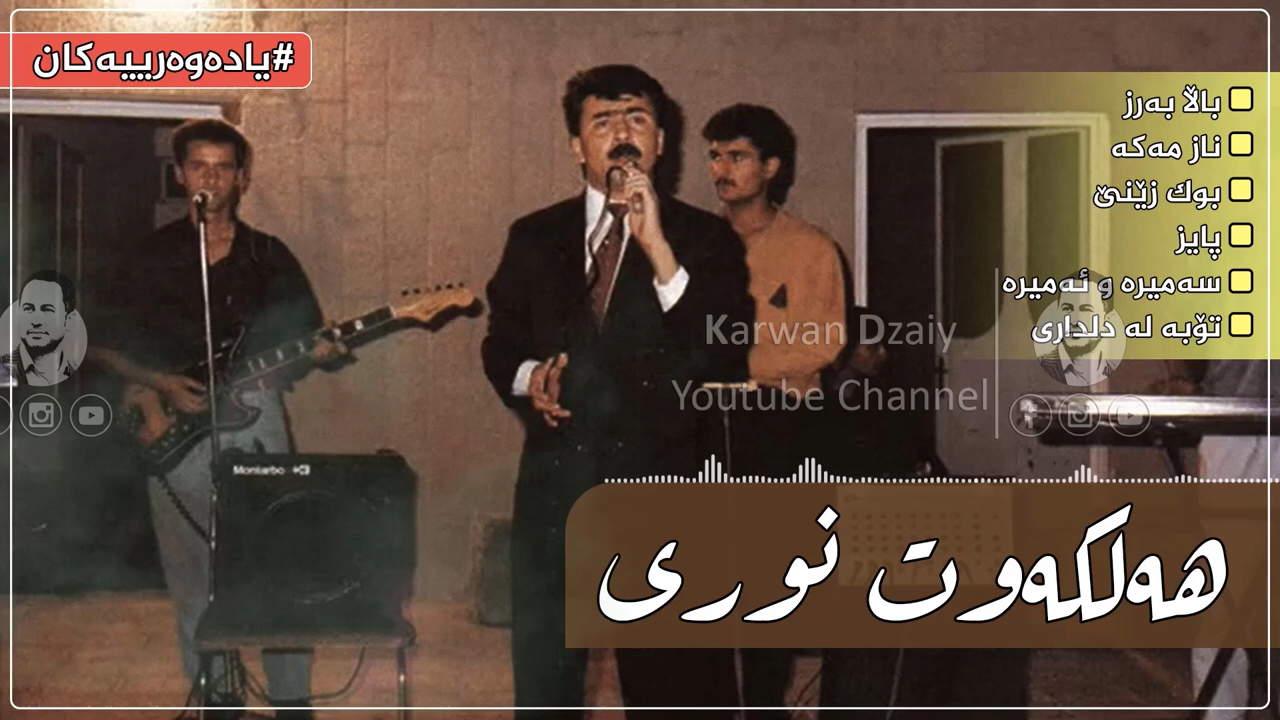 #یادەوەرییەکان
باڵا بەرز
ناز مەکە
بوك زێنێ
پایز
سەمیرە و ئەمیرە
تۆبە لە دلداری
Karwan Dzaiy
Youtube Channel
Montarbo
هەلکەوت نوری